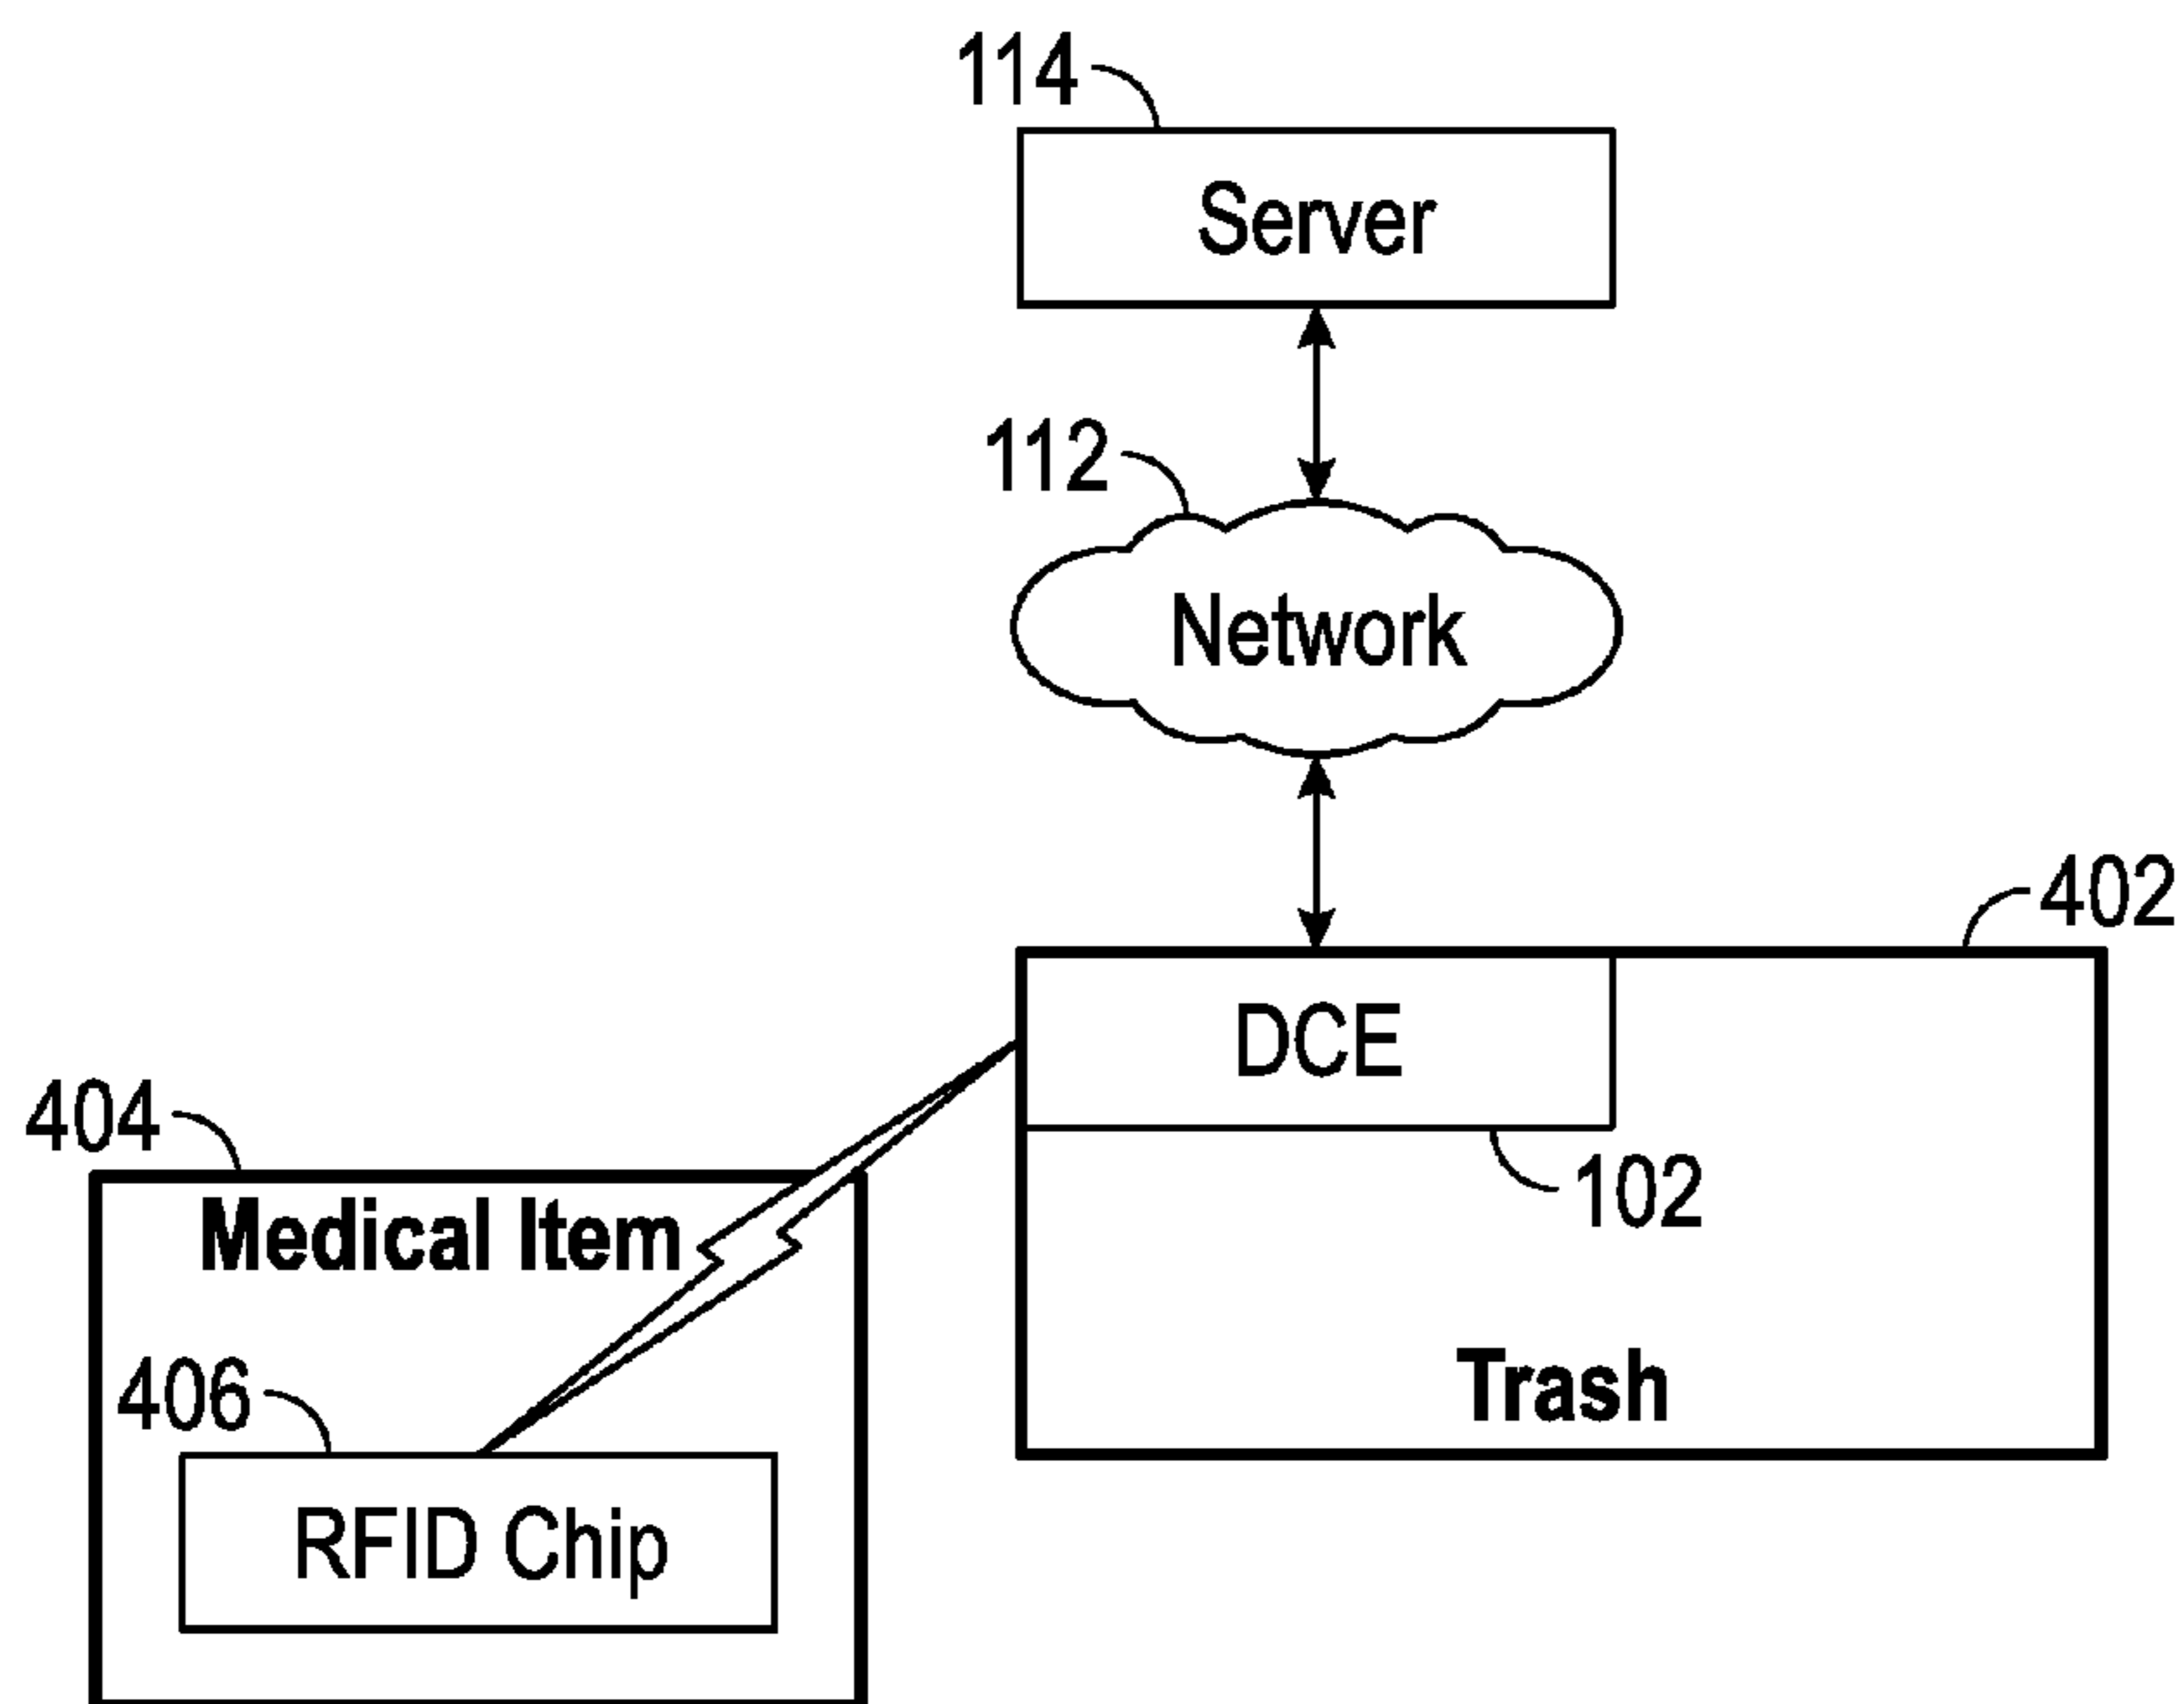 114
Server
112
Network
402
DCE
404
102
Medical Item
Trash
406
RFID Chip